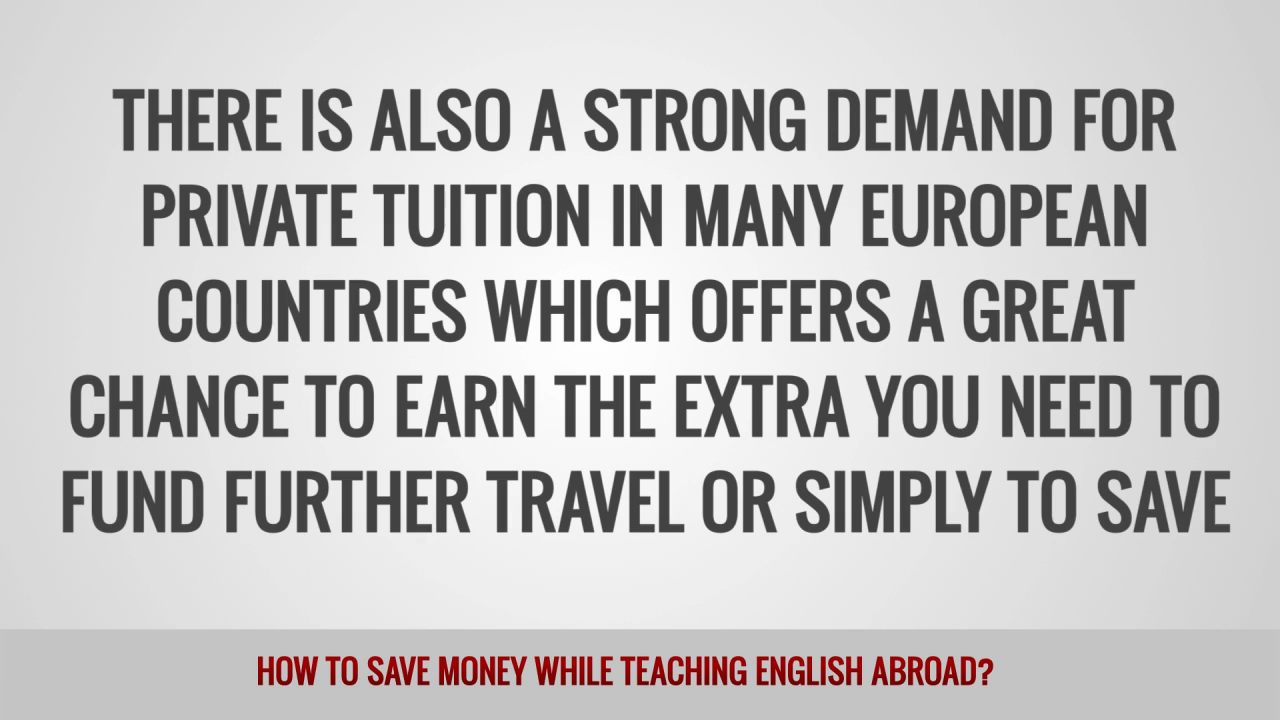 THERE IS ALSO A STRONG DEMAND FOR
PRIVATE TUITION IN MANY EUROPEAN
COUNTRIES WHICH OFFERS A GREAT
CHANCE TO EARN THE EXTRA YOU NEED TO
FUND FURTHER TRAVEL OR SIMPLY TO SAVE
HOW TO SAVE MONEY WHILE TEACHING ENGLISH ABROAD?